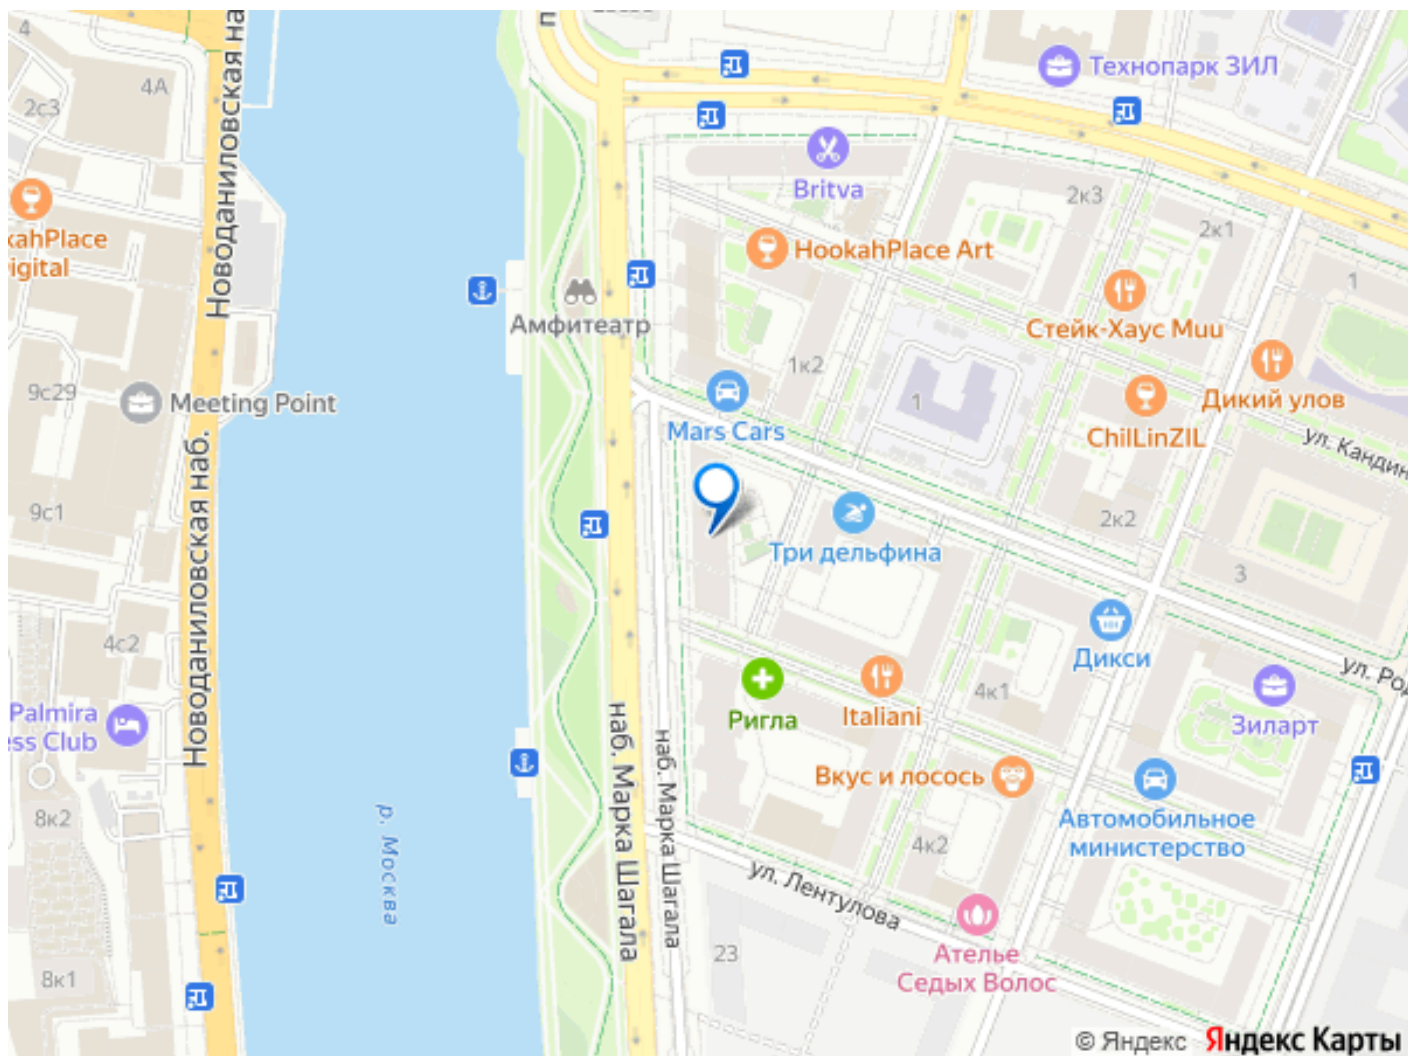 Новоданиловская на
4
4А
2с3
Технопарк ЗИЛ
Britva
2к3
2к1
HookahPlace Art
kahPlace
igital
Амфитеатр
1
Стейк-Хаус Muu
1к2
9с29
Meeting Point
Mars Cars
1
Дикий улов
ChilLinZIL
ул. Кандин
9с1
Новоданиловская наб.
2к2
Три дельфина
3
4с2
Дикси
ул. Род
4к1
Palmira
ess Club
Ригла
Italiani
Зиларт
наб. Марка Шагала
наб. Марка Шагала
Вкус и лосось
8к2
р. Москва
Автомобильное
министерство
4к2
ул. Лентулова
23
Ателье
Седых Волос
8к1
© Яндекс Яндекс Карты